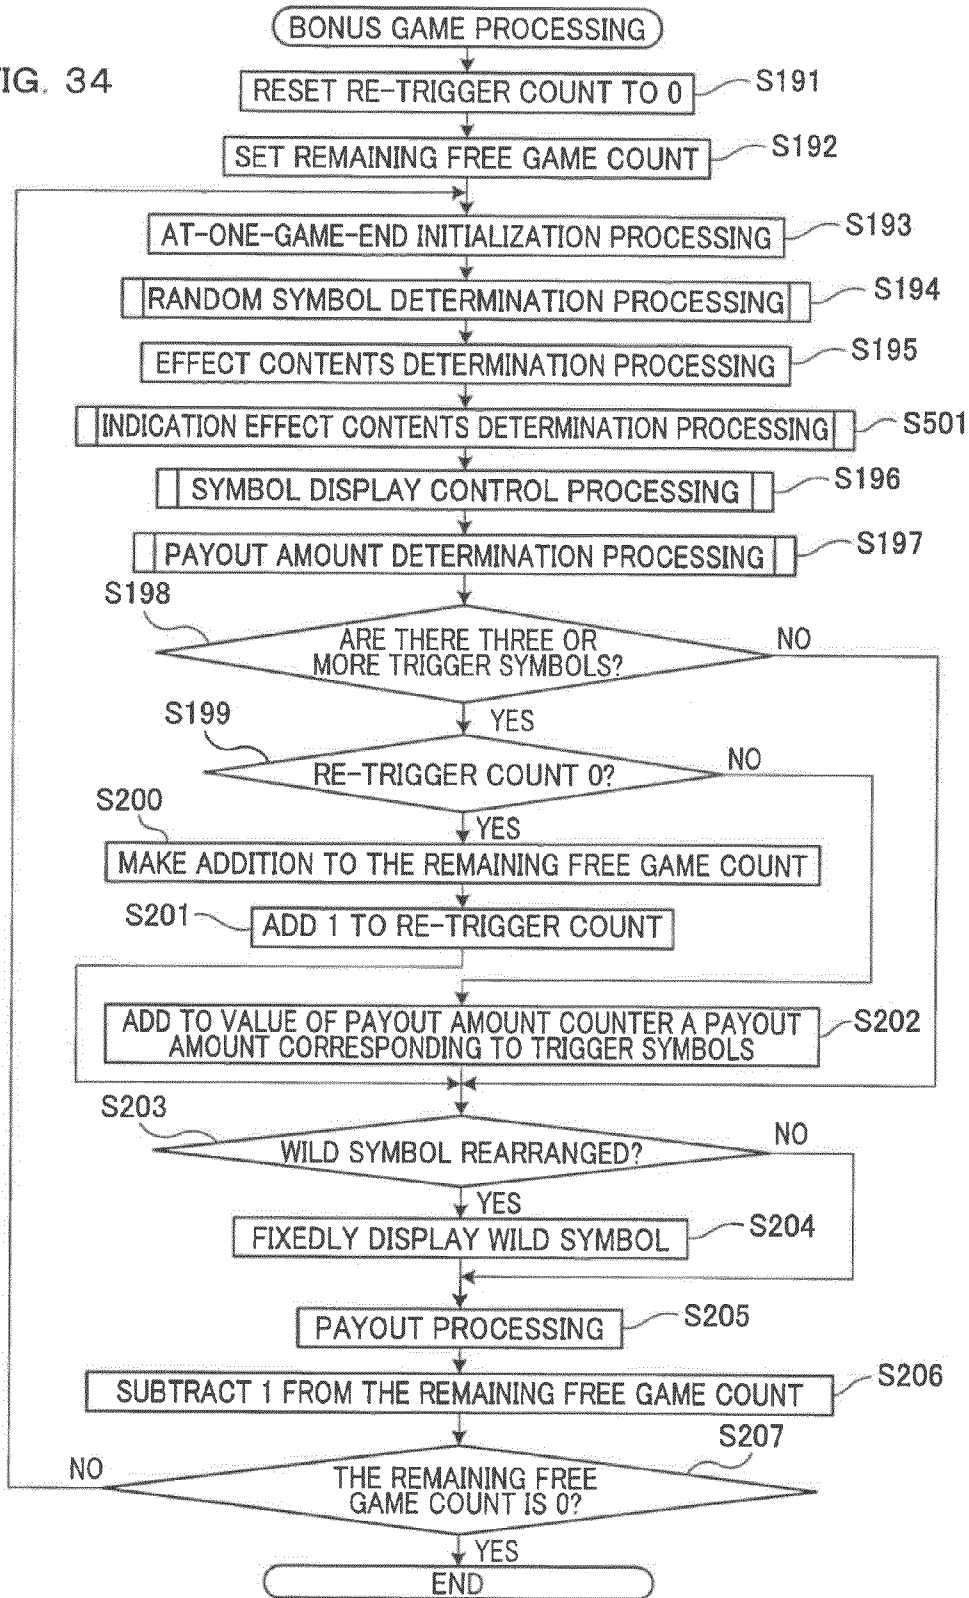 BONUS GAME PROCESSING
IG. 34
RESET RE-TRIGGER COUNT TO 0
S191
SET REMAINING FREE GAME COUNT
S192
AT-ONE-GAME-END INITIALIZATION PROCESSING
S193
RANDOM SYMBOL DETERMINATION PROCESSING
S194
EFFECT CONTENTS DETERMINATION PROCESSING
S195
INDICATION EFFECT CONTENTS DETERMINATION PROCESSING
S501
SYMBOL DISPLAY CONTROL PROCESSING
S196
PAYOUT AMOUNT DETERMINATION PROCESSING
S197
S198
ARE THERE THREE OR
MORE TRIGGER SYMBOLS?
NO
YES
S199
RE-TRIGGER COUNT 0?
NO
YES
S200
MAKE ADDITION TO THE REMAINING FREE GAME COUNT
S201
ADD 1 TO RE-TRIGGER COUNT
ADD TO VALUE OF PAYOUT AMOUNT COUNTER A PAYOUT
AMOUNT CORRESPONDING TO TRIGGER SYMBOLS
S202
S203
WILD SYMBOL REARRANGED?
NO
YES
FIXEDLY DISPLAY WILD SYMBOL
S204
PAYOUT PROCESSING
S205
SUBTRACT 1 FROM THE REMAINING FREE GAME COUNT
S206
S207
NO
THE REMAINING FREE
GAME COUNT IS 0?
YES
END